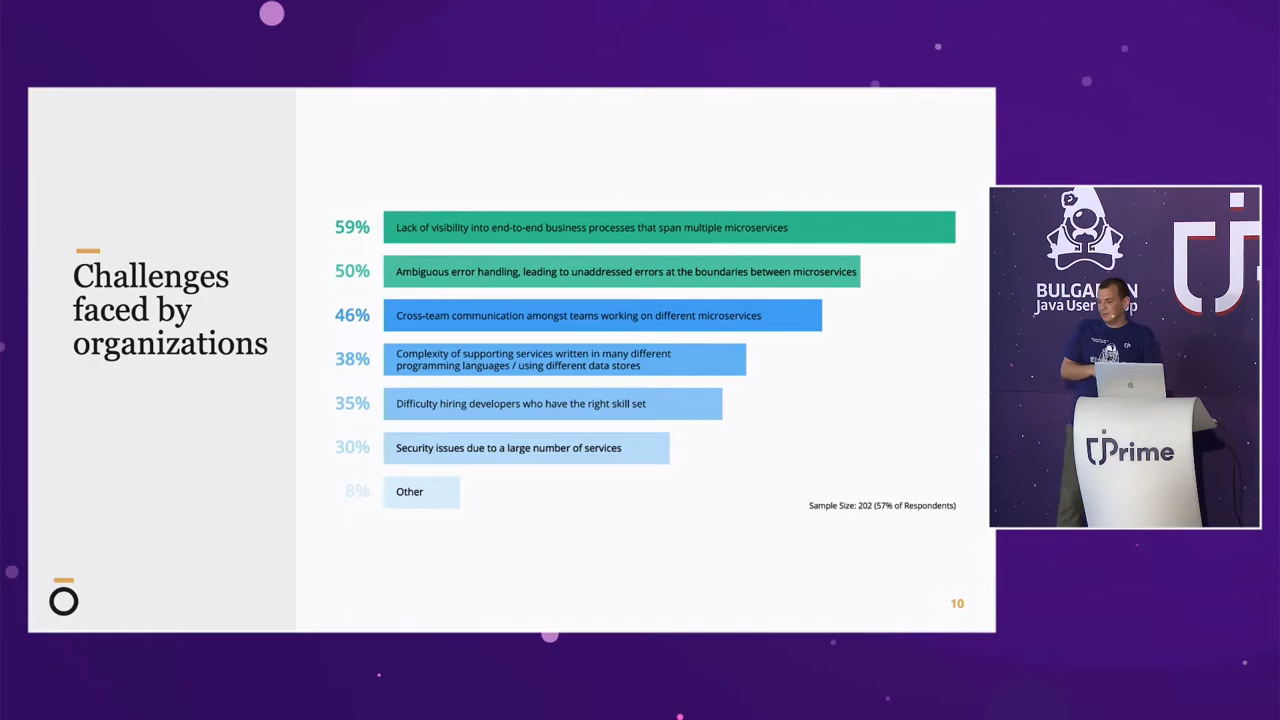 Challenges
faced by
organizations
59% Lack of visibility into end-to-end business processes that span multiple microservices
50% Ambiguous error handling, leading to unaddressed errors at the boundaries between microservices
46% Cross-team communication amongst teams working on different microservices
38% Complexity of supporting services written in many different
programming languages / using different data stores
35% Difficulty hiring developers who have the right skill set
30% Security issues due to a large number of services
8% Other
Sample Size: 202 (57% of Respondents)
10
Java User
Prime